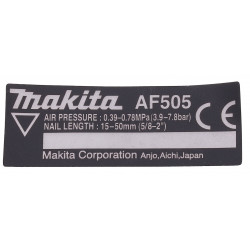 makita AF505
AIR PRESSURE : 0.39-0.78MPa (3.9-7.8bar)
NAIL LENGTH : 15-50mm (5/8-2")
CE
Makita Corporation Anjo, Aichi, Japan